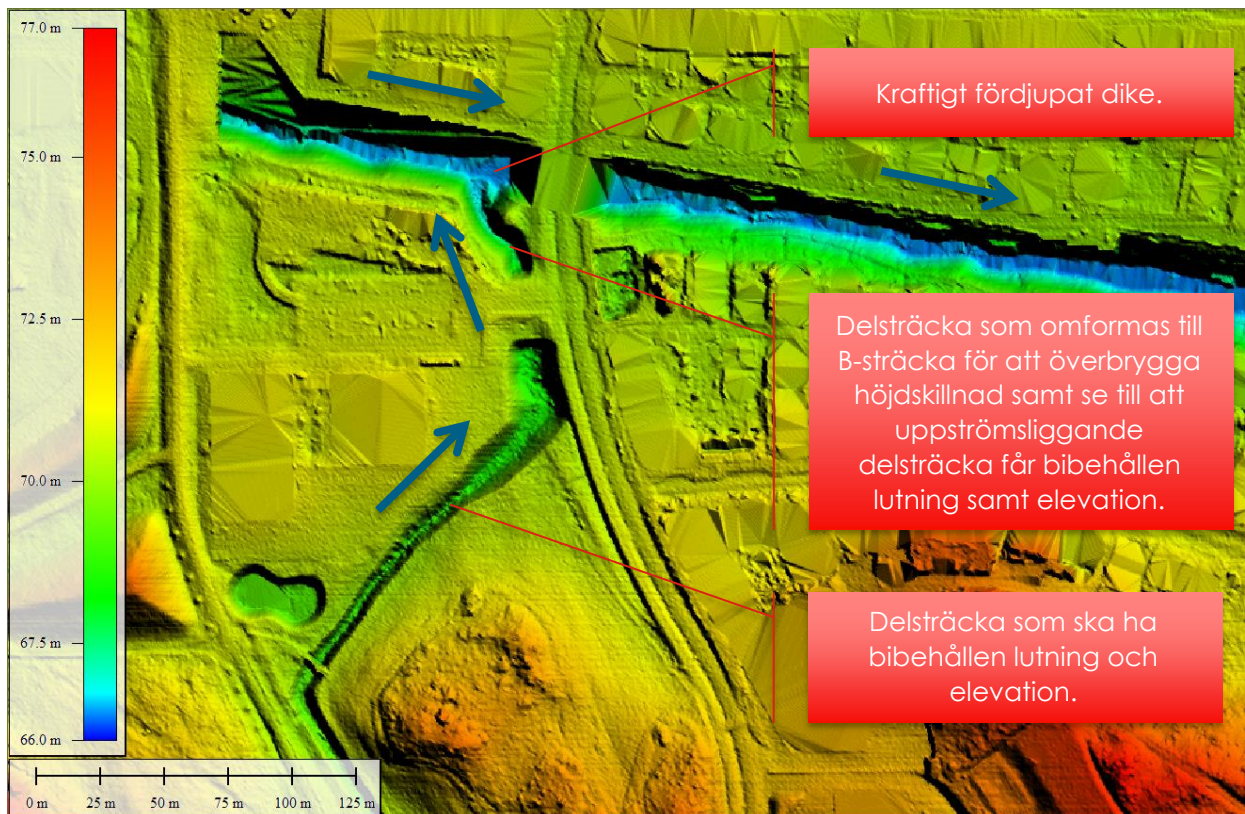 77.0 m
75.0 m
72.5 m
70.0 m
67.5 m
66.0 m
0 m 25 m 50 m 75 m 100 m 125 m
Kraftigt fördjupat dike.
Delsträcka som omformas till
B-sträcka för att överbrygga
höjdskillnad samt se till att
uppströmsliggande
delsträcka får bibehållen
lutning samt elevation.
Delsträcka som ska ha
bibehållen lutning och
elevation.